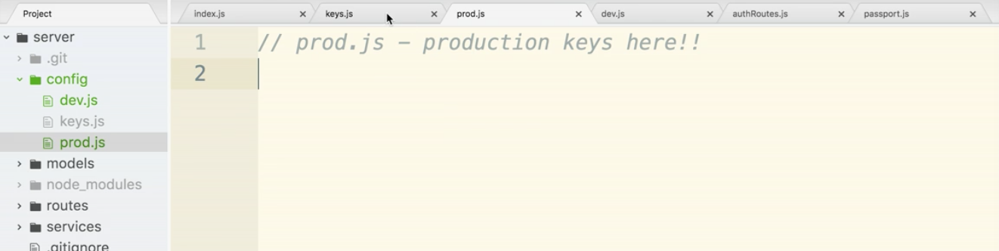 Project
index.js
keys.js
prod.js
dev.js
authRoutes.js
passport.js
server
.git
config
dev.js
keys.js
prod.js
models
node_modules
routes
services
.gitignore
1 // prod.js – production keys here!!
2